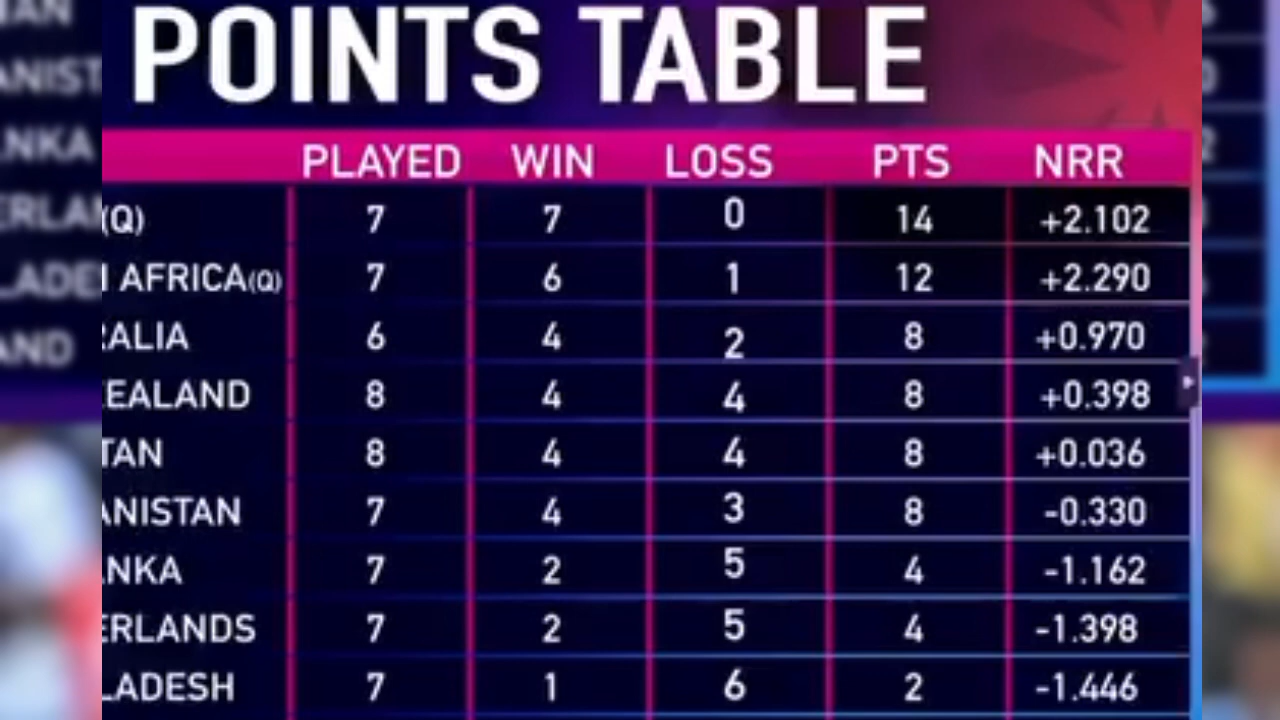 POINTS TABLE
PLAYED WIN LOSS PTS NRR
(Q) 7 7 0 14 +2.102
AFRICA(Q) 7 6 1 12 +2.290
ALIA 6 4 2 8 +0.970
EALAND 8 4 4 8 +0.398
TAN 8 4 4 8 +0.036
ANISTAN 7 4 3 8 -0.330
NKA 7 2 5 4 -1.162
ERLANDS 7 2 5 4 -1.398
LADESH 7 1 6 2 -1.446